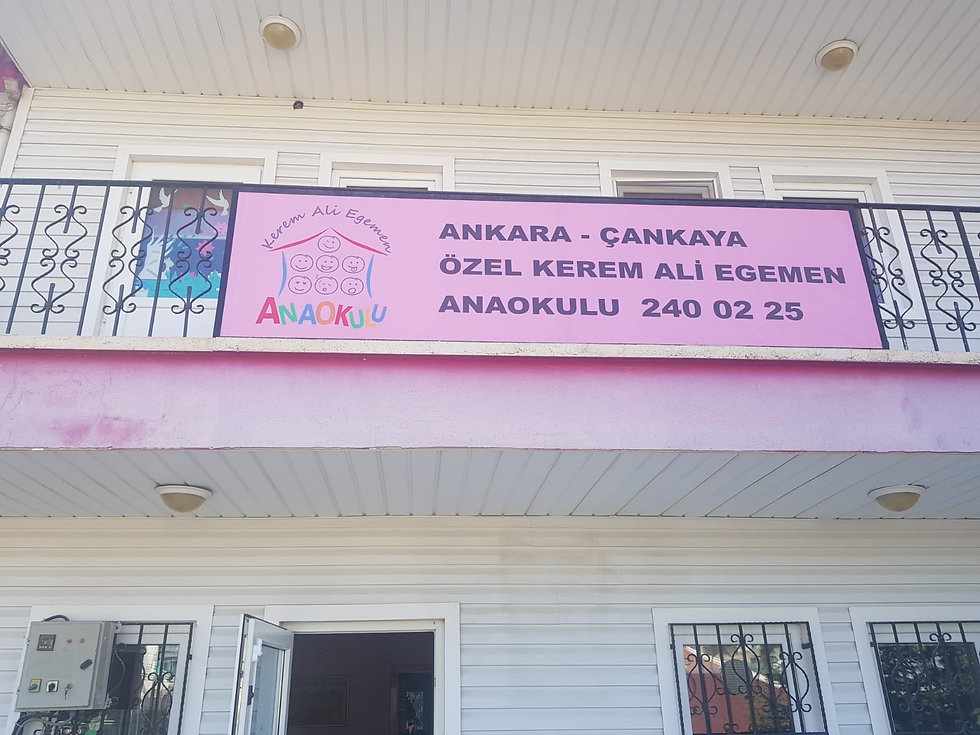 Kerem Ali Egemen
ANAOKULU
ANKARA - ÇANKAYA
ÖZEL KEREM ALİ EGEMEN
ANAOKULU 240 02 25